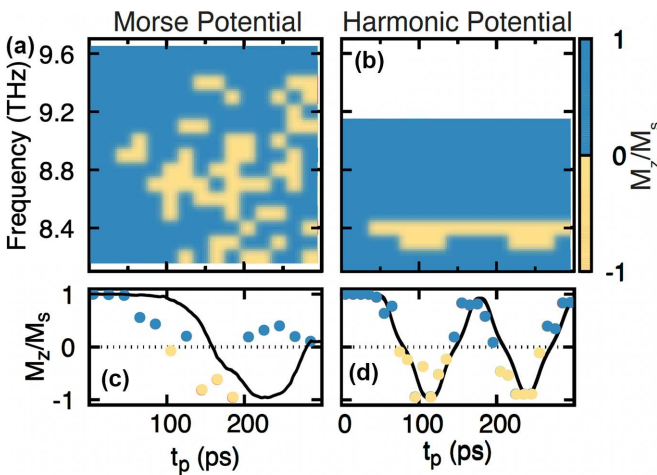 Morse Potential Harmonic Potential
(a) (b)
Frequency (THz)
9.6
9.2
8.8
8.4
1
0
-1
Mz/Ms
Mz/Ms
1
0
-1
(c) (d)
100 200 0 100 200
tp (ps) tp (ps)